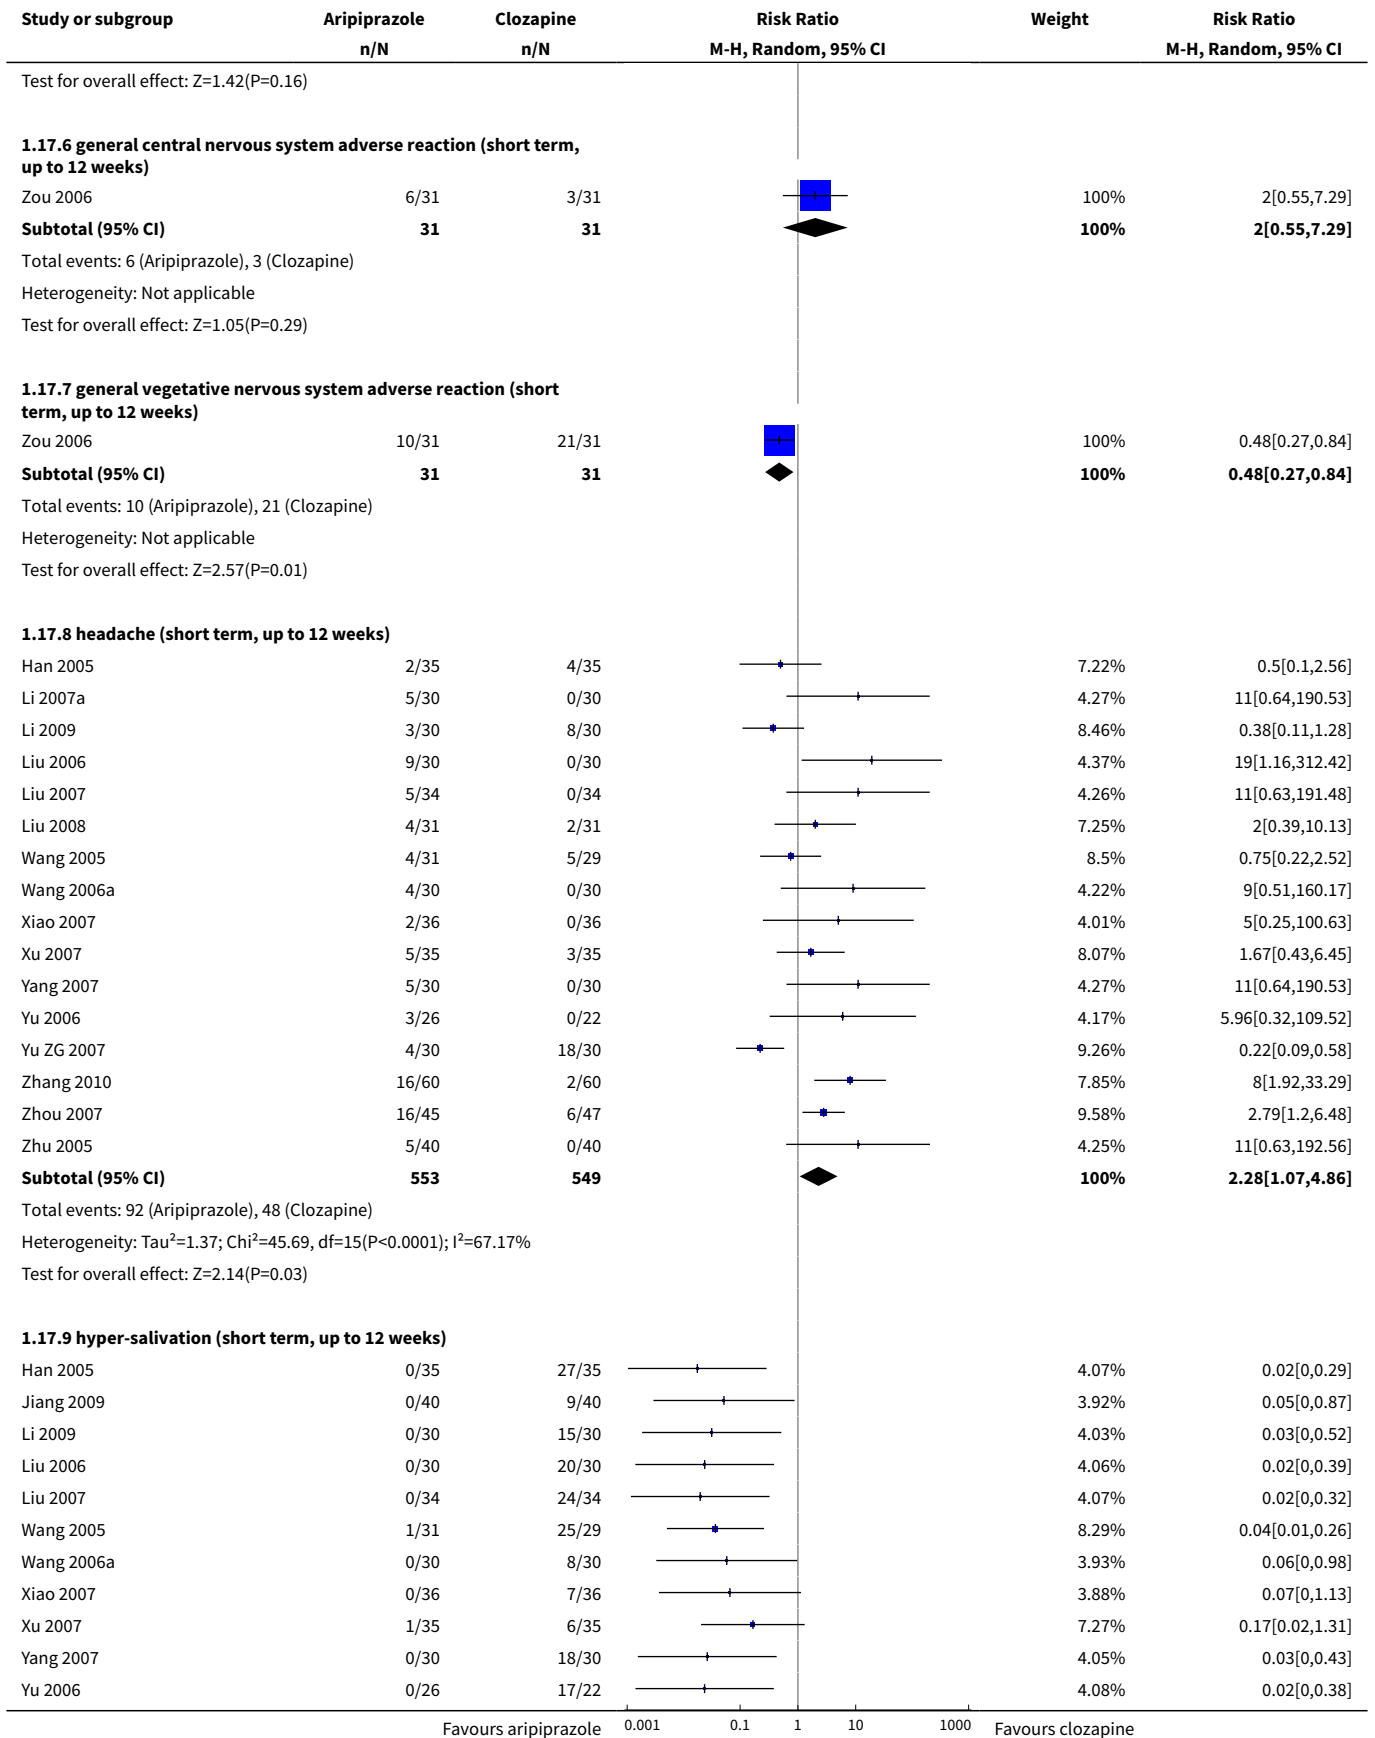 Study or subgroup Aripiprazole Clozapine Risk Ratio Weight Risk Ratio
n/N n/N M-H, Random, 95% CI M-H, Random, 95% CI
Test for overall effect: Z=1.42(P=0.16)
1.17.6 general central nervous system adverse reaction (short term,
up to 12 weeks)
Zou 2006 6/31 3/31 100% 2[0.55,7.29]
Subtotal (95% CI) 31 31 100% 2[0.55,7.29]
Total events: 6 (Aripiprazole), 3 (Clozapine)
Heterogeneity: Not applicable
Test for overall effect: Z=1.05(P=0.29)
1.17.7 general vegetative nervous system adverse reaction (short
term, up to 12 weeks)
Zou 2006 10/31 21/31 100% 0.48[0.27,0.84]
Subtotal (95% CI) 31 31 100% 0.48[0.27,0.84]
Total events: 10 (Aripiprazole), 21 (Clozapine)
Heterogeneity: Not applicable
Test for overall effect: Z=2.57(P=0.01)
1.17.8 headache (short term, up to 12 weeks)
Han 2005 2/35 4/35 7.22% 0.5[0.1,2.56]
Li 2007a 5/30 0/30 4.27% 11[0.64,190.53]
Li 2009 3/30 8/30 8.46% 0.38[0.11,1.28]
Liu 2006 9/30 0/30 4.37% 19[1.16,312.42]
Liu 2007 5/34 0/34 4.26% 11[0.63,191.48]
Liu 2008 4/31 2/31 7.25% 2[0.39,10.13]
Wang 2005 4/31 5/29 8.5% 0.75[0.22,2.52]
Wang 2006a 4/30 0/30 4.22% 9[0.51,160.17]
Xiao 2007 2/36 0/36 4.01% 5[0.25,100.63]
Xu 2007 5/35 3/35 8.07% 1.67[0.43,6.45]
Yang 2007 5/30 0/30 4.27% 11[0.64,190.53]
Yu 2006 3/26 0/22 4.17% 5.96[0.32,109.52]
Yu ZG 2007 4/30 18/30 9.26% 0.22[0.09,0.58]
Zhang 2010 16/60 2/60 7.85% 8[1.92,33.29]
Zhou 2007 16/45 6/47 9.58% 2.79[1.2,6.48]
Zhu 2005 5/40 0/40 4.25% 11[0.63,192.56]
Subtotal (95% CI) 553 549 100% 2.28[1.07,4.86]
Total events: 92 (Aripiprazole), 48 (Clozapine)
Heterogeneity: Tau²=1.37; Chi²=45.69, df=15(P<0.0001); I²=67.17%
Test for overall effect: Z=2.14(P=0.03)
1.17.9 hyper-salivation (short term, up to 12 weeks)
Han 2005 0/35 27/35 4.07% 0.02[0,0.29]
Jiang 2009 0/40 9/40 3.92% 0.05[0,0.87]
Li 2009 0/30 15/30 4.03% 0.03[0,0.52]
Liu 2006 0/30 20/30 4.06% 0.02[0,0.39]
Liu 2007 0/34 24/34 4.07% 0.02[0,0.32]
Wang 2005 1/31 25/29 8.29% 0.04[0.01,0.26]
Wang 2006a 0/30 8/30 3.93% 0.06[0,0.98]
Xiao 2007 0/36 7/36 3.88% 0.07[0,1.13]
Xu 2007 1/35 6/35 7.27% 0.17[0.02,1.31]
Yang 2007 0/30 18/30 4.05% 0.03[0,0.43]
Yu 2006 0/26 17/22 4.08% 0.02[0,0.38]
Favours aripiprazole 0.001 0.1 1 10 1000 Favours clozapine